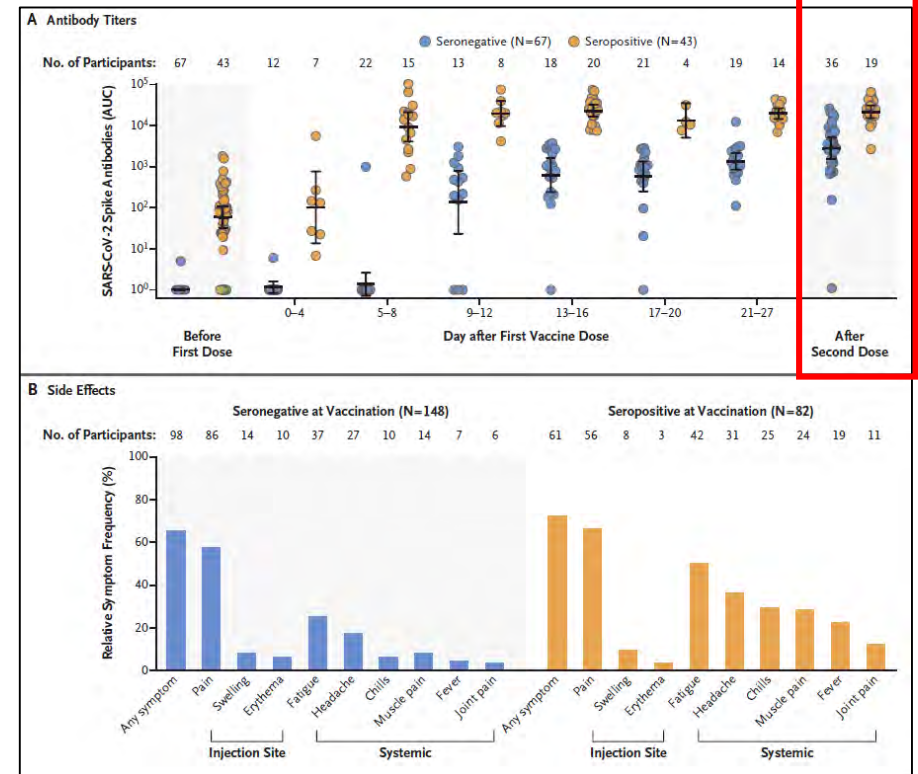 A Antibody Titers
Seronegative (N=67) Seropositive (N=43)
No. of Participants: 67 43 12 7 22 15 13 8 18 20 21 4 19 14 36 19
SARS-CoV-2 Spike Antibodies (AUC)
10⁵
10⁴
10³
10²
10¹
10⁰
0–4 5–8 9–12 13–16 17–20 21–27
Before
First Dose
Day after First Vaccine Dose
After
Second Dose
B Side Effects
Seronegative at Vaccination (N=148) Seropositive at Vaccination (N=82)
No. of Participants: 98 86 14 10 37 27 10 14 7 6 61 56 8 3 42 31 25 24 19 11
Relative Symptom Frequency (%)
100
80
60
40
20
0
Any symptom Pain Swelling Erythema Fatigue Headache Chills Muscle pain Fever Joint pain Any symptom Pain Swelling Erythema Fatigue Headache Chills Muscle pain Fever Joint pain
Injection Site Systemic Injection Site Systemic